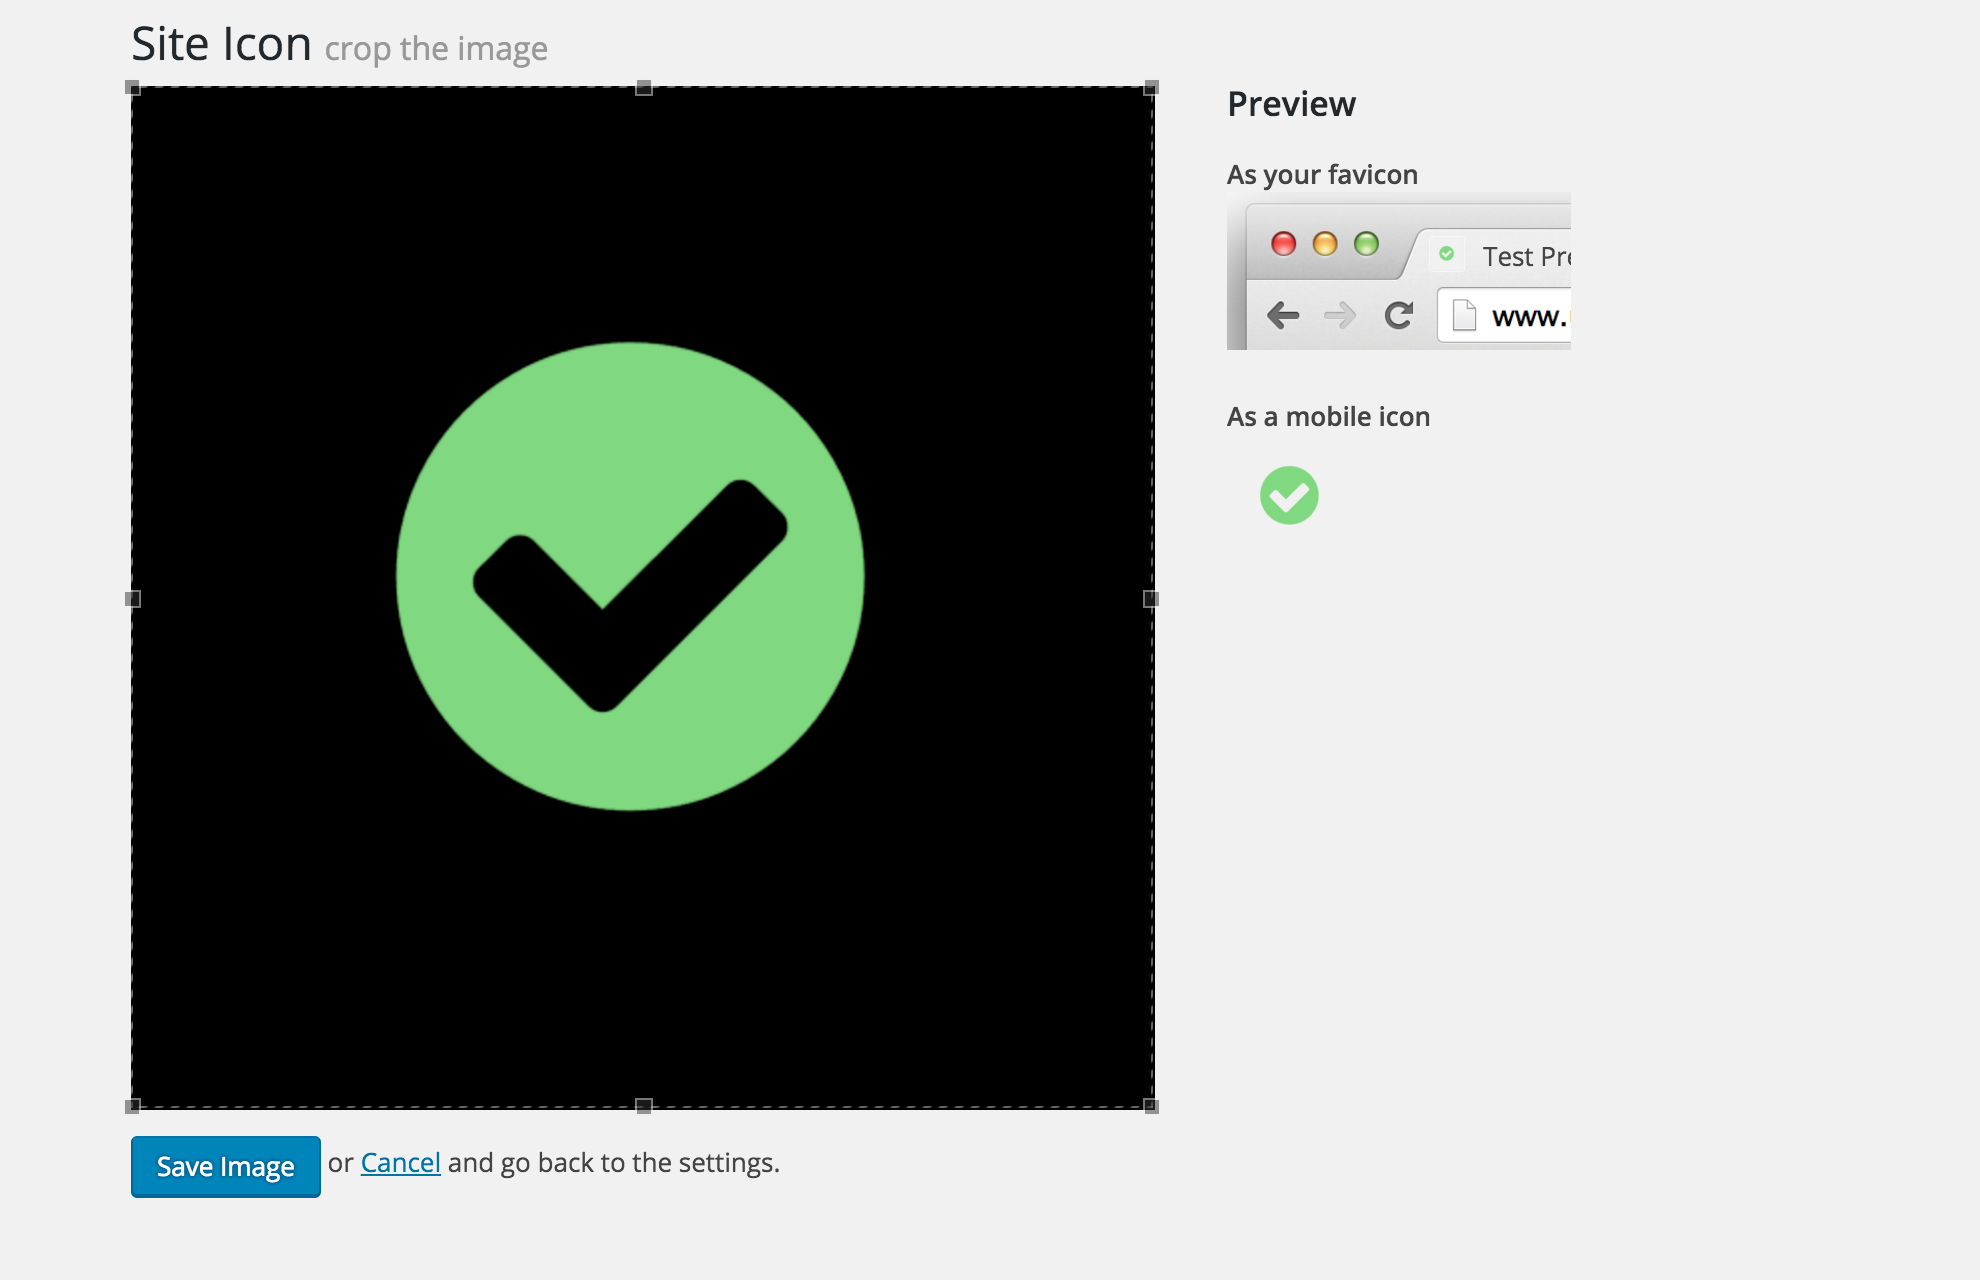 Site Icon crop the image
Preview
As your favicon
Test Pre
www.
As a mobile icon
Save Image or Cancel and go back to the settings.